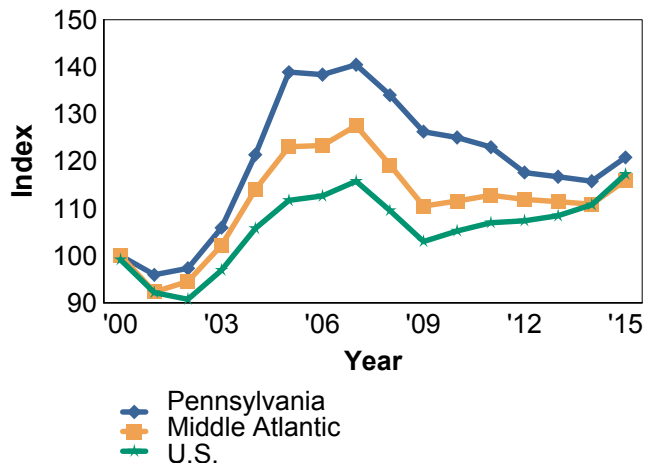 150
140
130
120
110
100
90
Index
'00 '03 '06 '09 '12 '15
Year
Pennsylvania
Middle Atlantic
U.S.